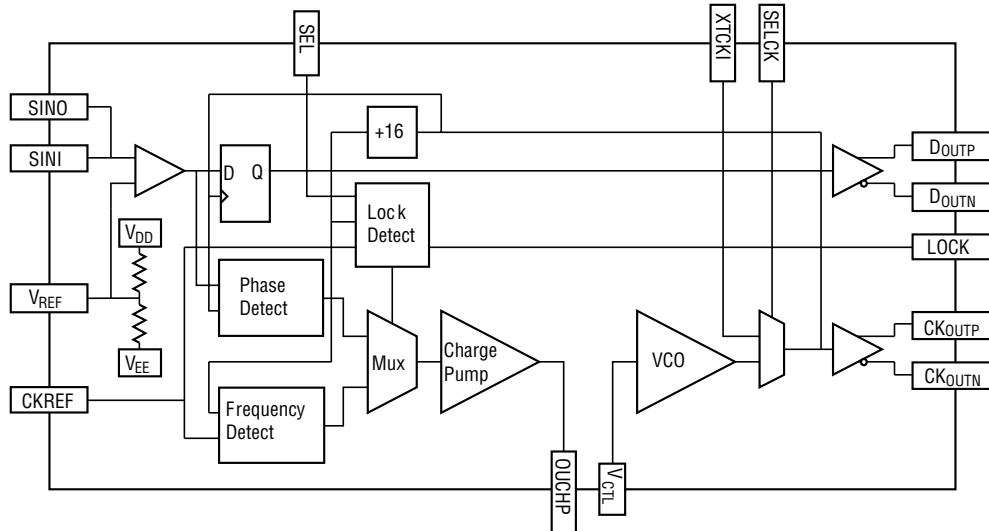 SEL
XTCKI
SELCK
SINO
SINI
+16
D Q
DOUTP
DOUTN
VDD
Lock
Detect
LOCK
VREF
Phase
Detect
VEE
Mux
Charge
Pump
VCO
CKOUTP
CKOUTN
CKREF
Frequency
Detect
OUCHP
VCTL